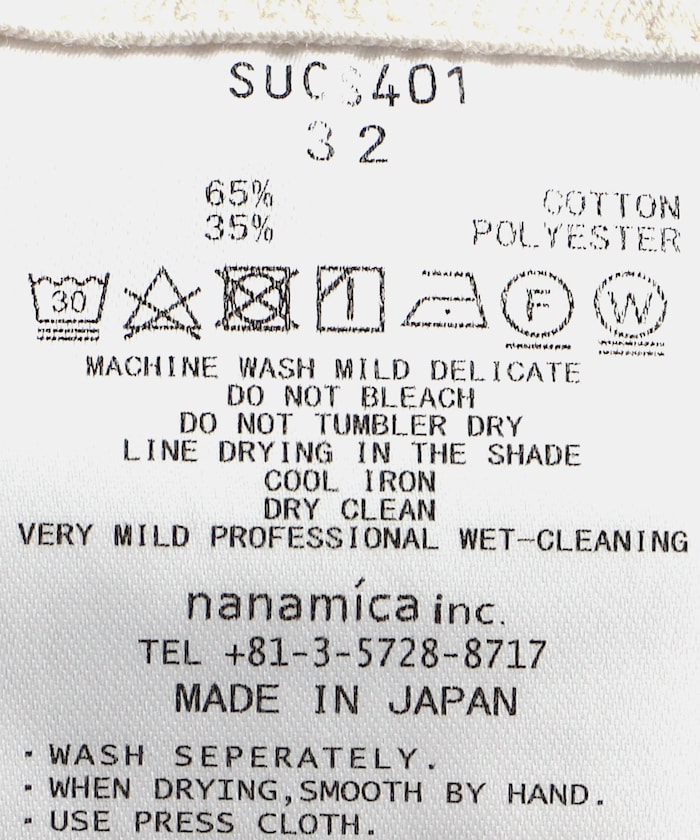 SUCS401
32
65% COTTON
35% POLYESTER
30 F W
MACHINE WASH MILD DELICATE
DO NOT BLEACH
DO NOT TUMBLER DRY
LINE DRYING IN THE SHADE
COOL IRON
DRY CLEAN
VERY MILD PROFESSIONAL WET-CLEANING
nanamíca inc.
TEL +81-3-5728-8717
MADE IN JAPAN
・WASH SEPERATELY.
・WHEN DRYING,SMOOTH BY HAND.
・USE PRESS CLOTH.